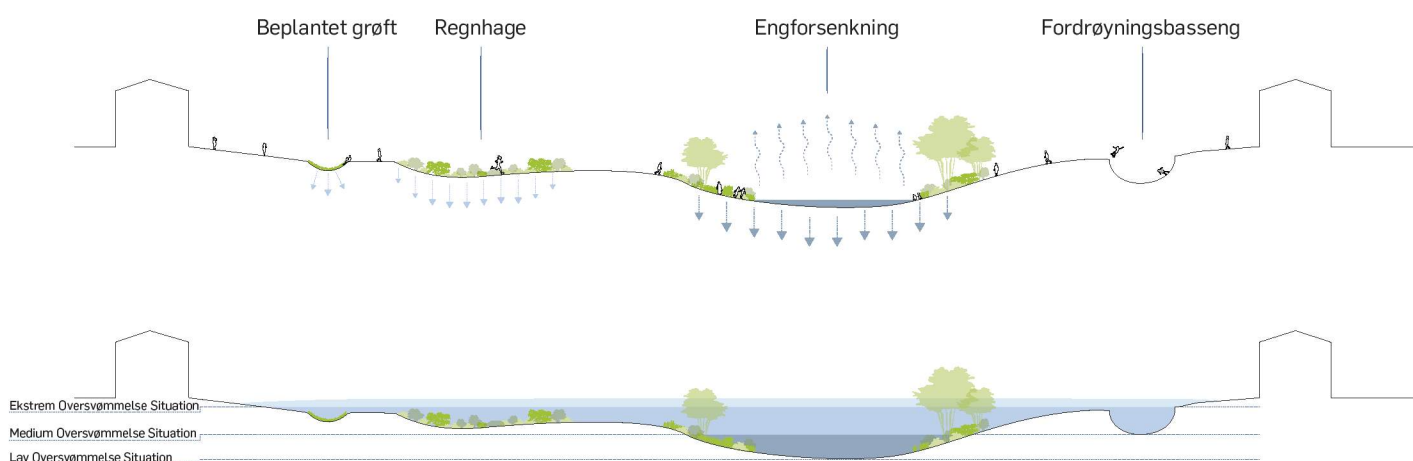 Beplantet grøft
Regnhage
Engforsenkning
Fordrøyningsbasseng
Ekstrem Oversvømmelse Situation
Medium Oversvømmelse Situation
Lav Oversvømmelse Situation